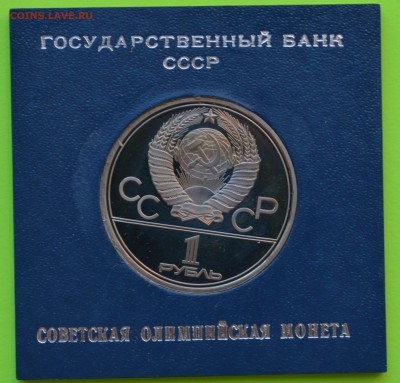 COINS.LAVE.RU
ГОСУДАРСТВЕННЫЙ БАНК
СССР
СС СР
1
РУБЛЬ
СОВЕТСКАЯ ОЛИМПИЙСКАЯ МОНЕТА